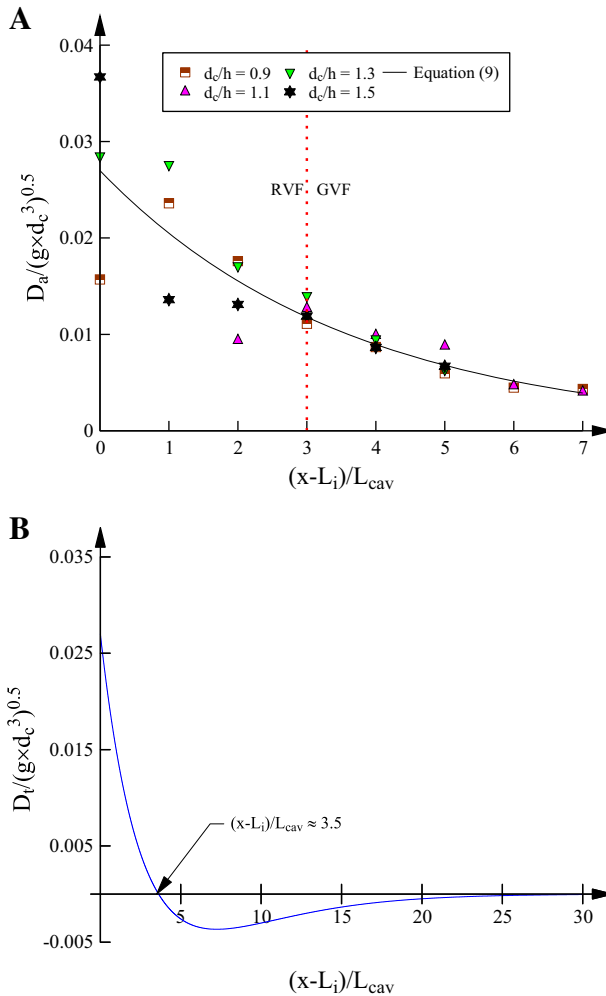 A
0.04
d_c/h = 0.9
d_c/h = 1.3
Equation (9)
d_c/h = 1.1
d_c/h = 1.5
0.03
RVF
GVF
0.02
0.01
0
D_a/(g×d_c^3)^0.5
0 1 2 3 4 5 6 7
(x-L_i)/L_cav
B
0.035
0.025
0.015
D_t/(g×d_c^3)^0.5
(x-L_i)/L_cav ≈ 3.5
0.005
5 10 15 20 25 30
-0.005
(x-L_i)/L_cav